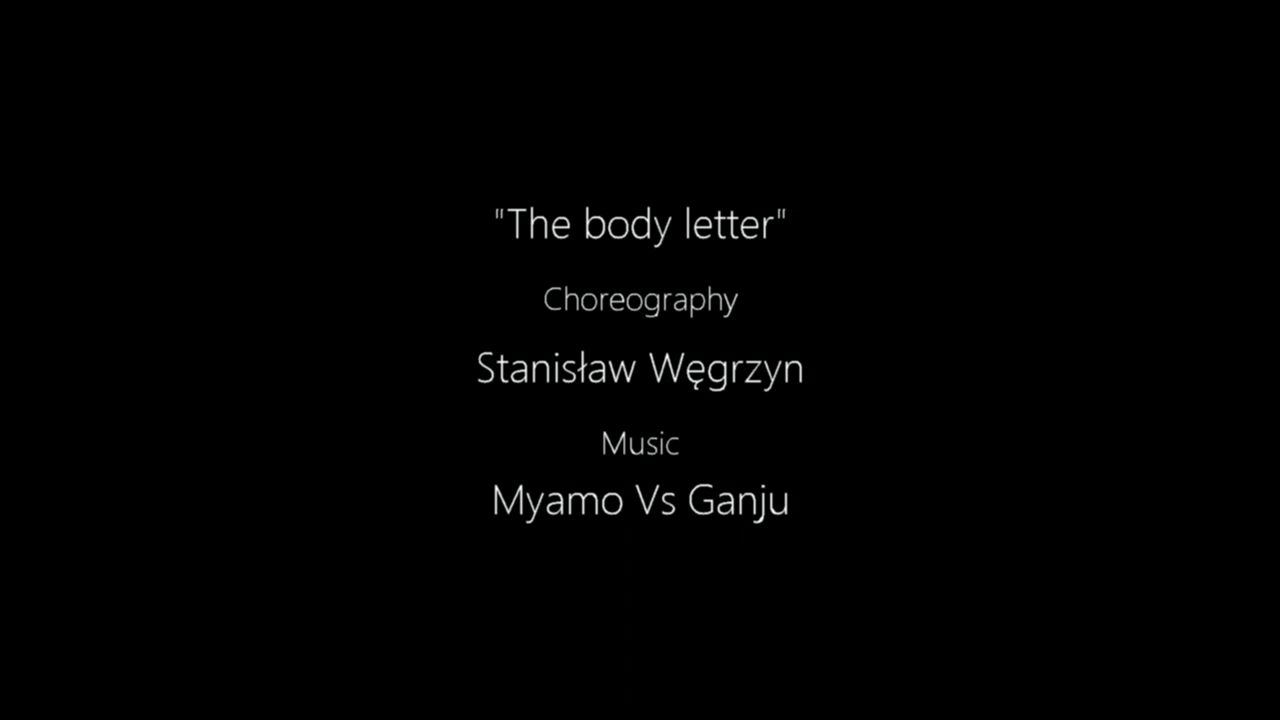 "The body letter"
Choreography
Stanisław Węgrzyn
Music
Myamo Vs Ganju